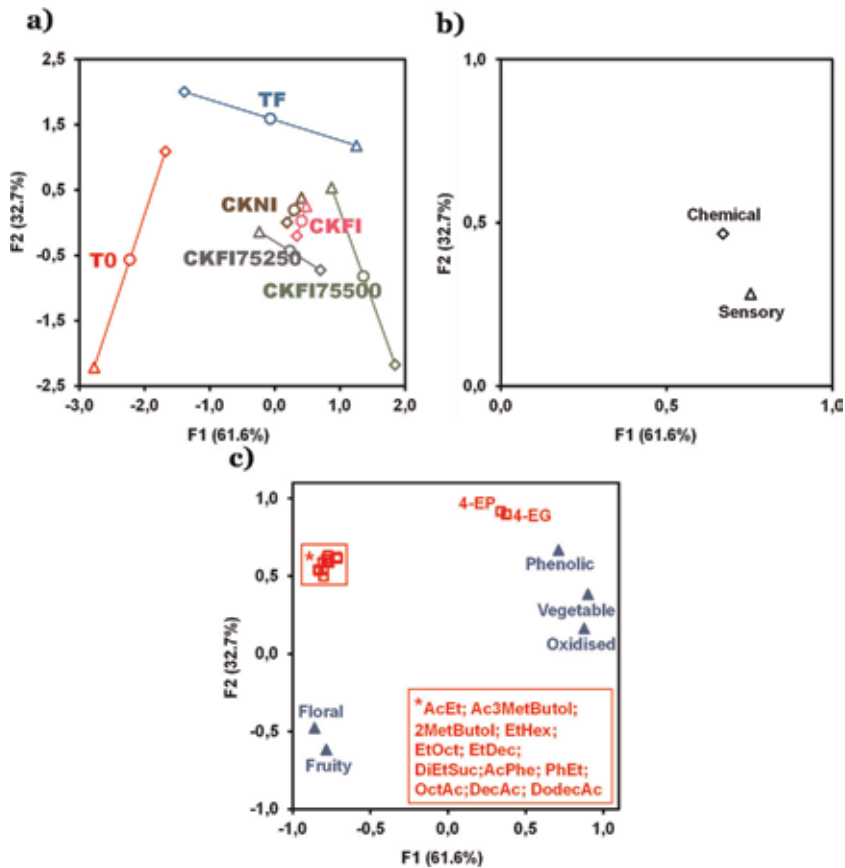 a)
2,5
1,5
0,5
-0,5
-1,5
-2,5
F2 (32.7%)
TF
CKNI
CKFI
T0
CKFI75250
CKFI75500
-3,0 -2,0 -1,0 0,0 1,0 2,0
F1 (61.6%)
b)
1,0
0,5
0,0
F2 (32.7%)
Chemical
Sensory
0,0 0,5 1,0
F1 (61.6%)
c)
1,0
0,5
0,0
-0,5
-1,0
F2 (32.7%)
4-EP
4-EG
*
Phenolic
Vegetable
Oxidised
Floral
Fruity
*AcEt; Ac3MetButol;
2MetButol; EtHex;
EtOct; EtDec;
DiEtSuc;AcPhe; PhEt;
OctAc;DecAc; DodecAc
-1,0 -0,5 0,0 0,5 1,0
F1 (61.6%)